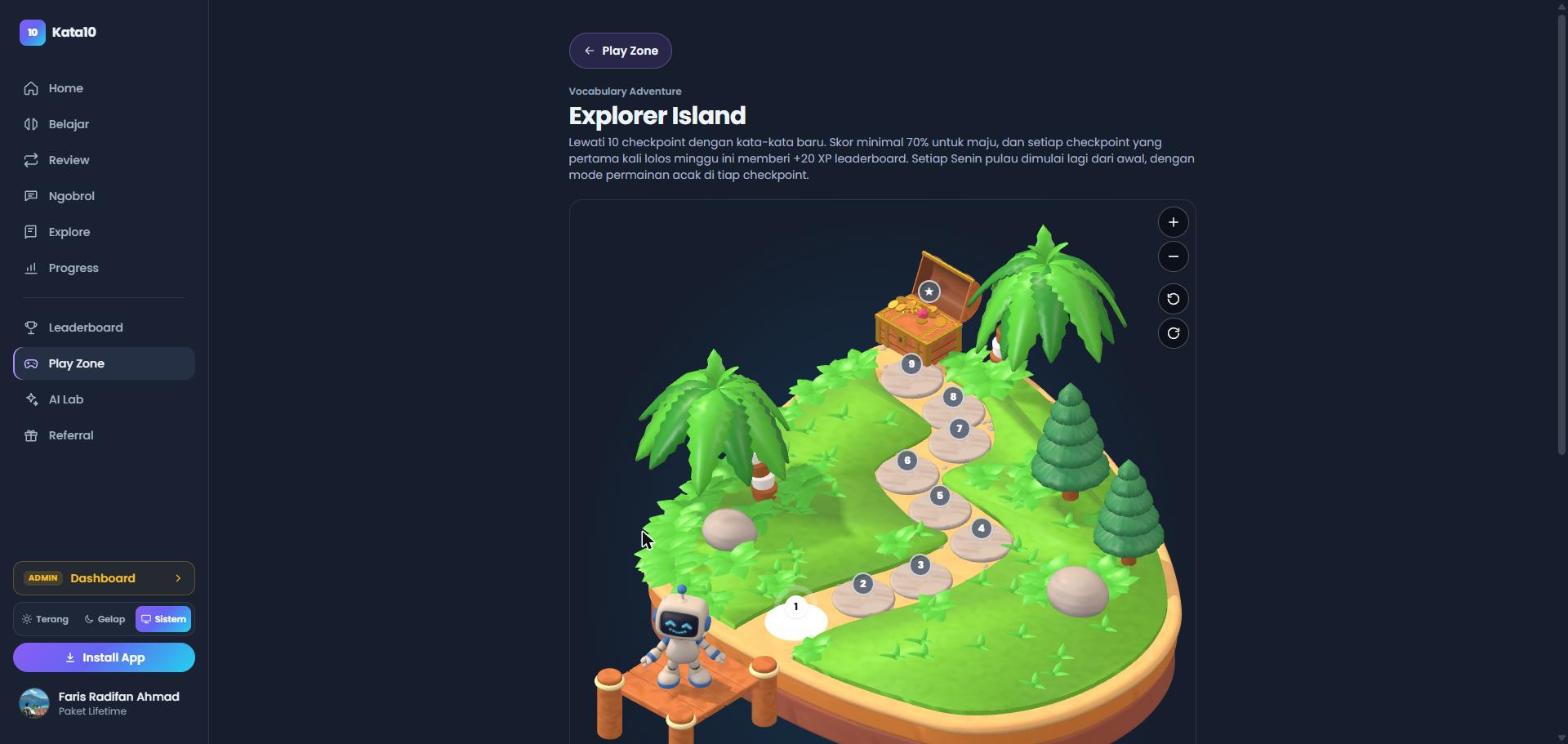 10 Kata10
Home
Belajar
Review
Ngobrol
Explore
Progress
Leaderboard
Play Zone
AI Lab
Referral
ADMIN Dashboard
Terang Gelap Sistem
Install App
Faris Radifan Ahmad
Paket Lifetime
← Play Zone
Vocabulary Adventure
Explorer Island
Lewati 10 checkpoint dengan kata-kata baru. Skor minimal 70% untuk maju, dan setiap checkpoint yang
pertama kali lolos minggu ini memberi +20 XP leaderboard. Setiap Senin pulau dimulai lagi dari awal, dengan
mode permainan acak di tiap checkpoint.
9
8
7
6
5
4
3
2
1